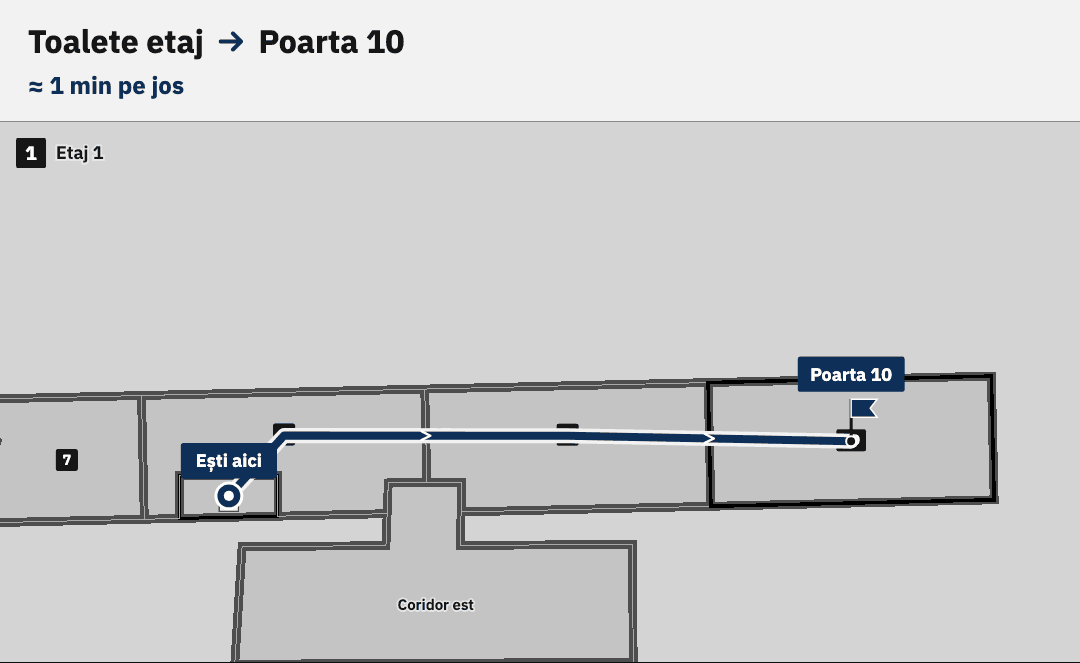 Toalete etaj → Poarta 10
≈ 1 min pe jos
1 Etaj 1
Poarta 10
7
Ești aici
Coridor est